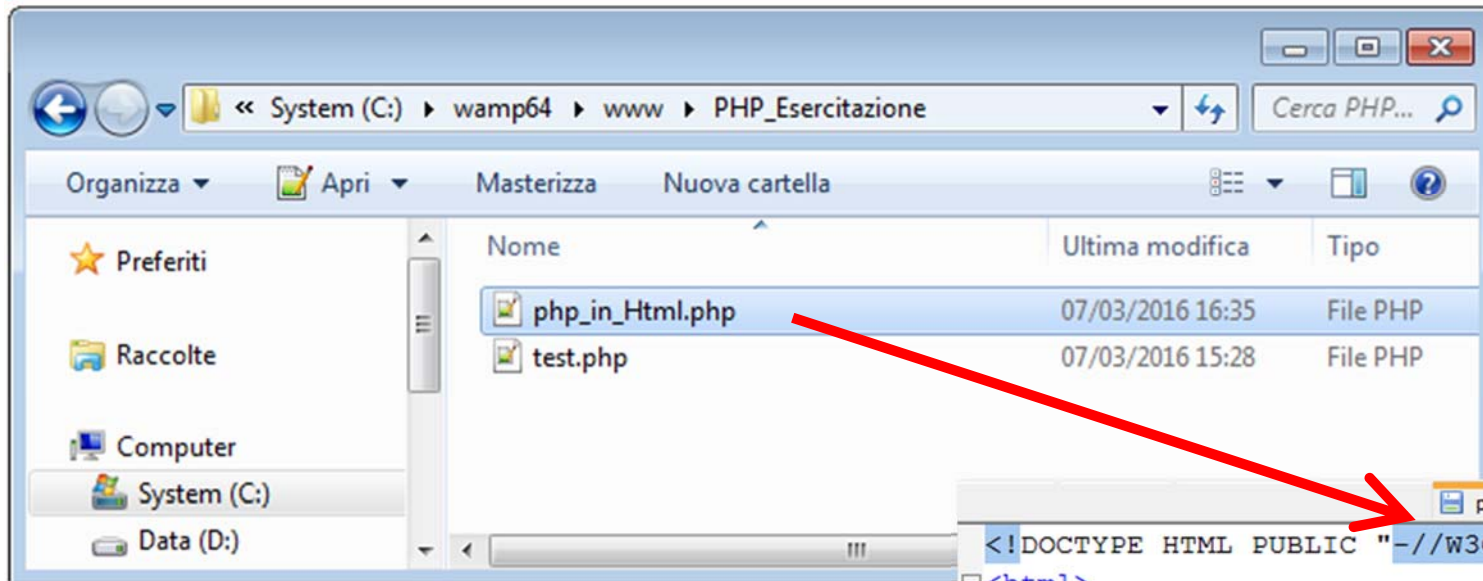 « System (C:) wamp64 www PHP_Esercitazione Cerca PHP...
Organizza Apri Masterizza Nuova cartella
Preferiti Nome Ultima modifica Tipo
php_in_Html.php 07/03/2016 16:35 File PHP
Raccolte test.php 07/03/2016 15:28 File PHP
Computer
System (C:)
Data (D:)
<!DOCTYPE HTML PUBLIC "-//W3
<html>